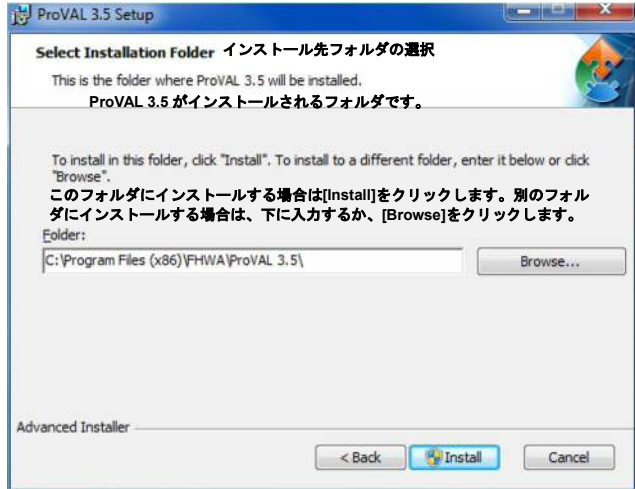 ProVAL 3.5 Setup
Select Installation Folder インストール先フォルダの選択
This is the folder where ProVAL 3.5 will be installed.
ProVAL 3.5 がインストールされるフォルダです。
To install in this folder, click "Install". To install to a different folder, enter it below or click
"Browse".
このフォルダにインストールする場合は[Install]をクリックします。別のフォル
ダにインストールする場合は、下に入力するか、[Browse]をクリックします。
Folder:
C:\Program Files (x86)\FHWA\ProVAL 3.5\
Browse...
Advanced Installer
< Back
Install
Cancel